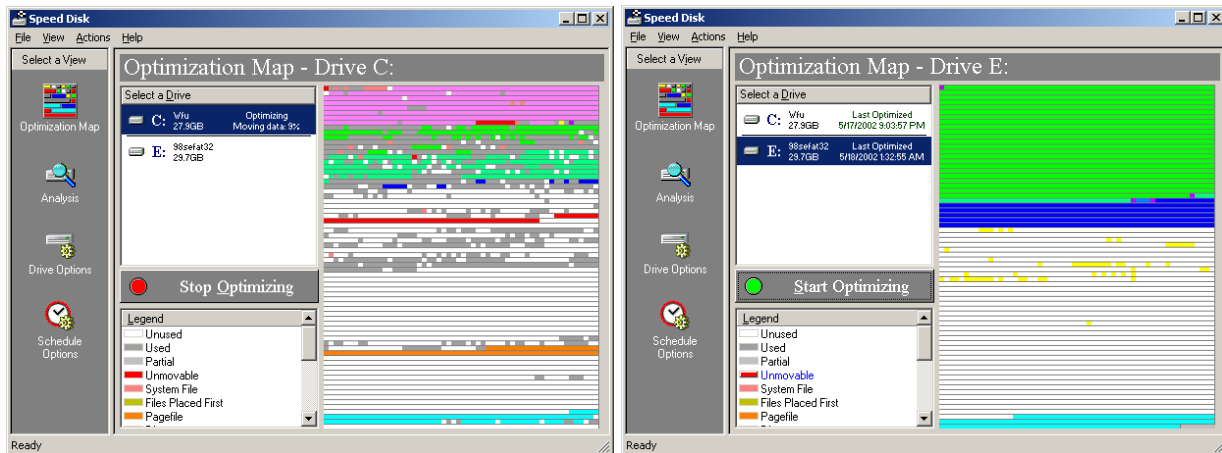 Speed Disk
File View Actions Help
Select a View
Optimization Map
Analysis
Drive Options
Schedule
Options
Optimization Map - Drive C:
Select a Drive
C: Wfu Optimizing
27.9GB Moving data: 9%
E: 98sefat32
29.7GB
Stop Optimizing
Legend
Unused
Used
Partial
Unmovable
System File
Files Placed First
Pagefile
Ready
Speed Disk
File View Actions Help
Select a View
Optimization Map
Analysis
Drive Options
Schedule
Options
Optimization Map - Drive E:
Select a Drive
C: Wfu Last Optimized
27.9GB 5/17/2002 9:03:57 PM
E: 98sefat32 Last Optimized
29.7GB 5/18/2002 1:32:55 AM
Start Optimizing
Legend
Unused
Used
Partial
Unmovable
System File
Files Placed First
Pagefile
Ready